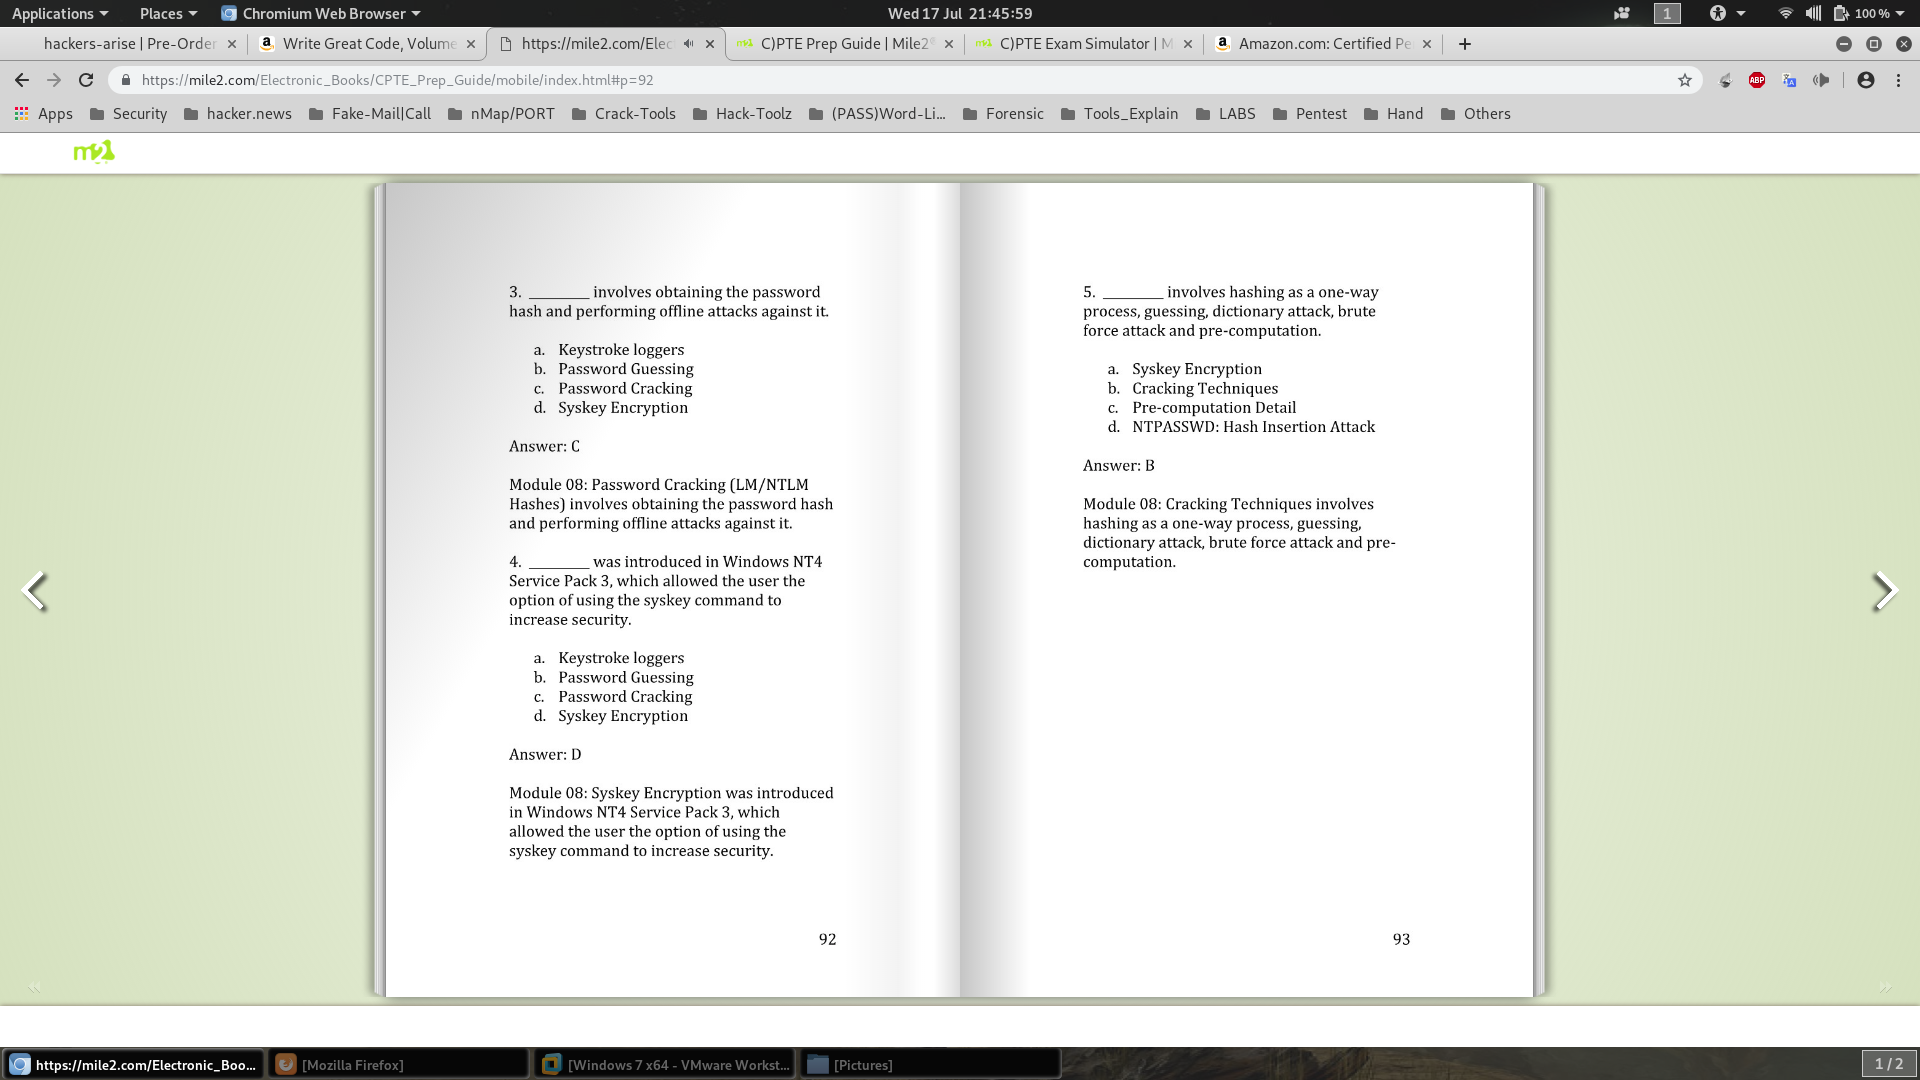 Applications Places Chromium Web Browser Wed 17 Jul 21:45:59 1 100 %
hackers-arise | Pre-Order Write Great Code, Volume https://mile2.com/Elec C)PTE Prep Guide | Mile2® C)PTE Exam Simulator | M Amazon.com: Certified Pe
https://mile2.com/Electronic_Books/CPTE_Prep_Guide/mobile/index.html#p=92 ABP
Apps Security hacker.news Fake-Mail|Call nMap/PORT Crack-Tools Hack-Toolz (PASS)Word-Li... Forensic Tools_Explain LABS Pentest Hand Others
m2
3. ________ involves obtaining the password
hash and performing offline attacks against it.
a. Keystroke loggers
b. Password Guessing
c. Password Cracking
d. Syskey Encryption
Answer: C
Module 08: Password Cracking (LM/NTLM
Hashes) involves obtaining the password hash
and performing offline attacks against it.
4. ________ was introduced in Windows NT4
Service Pack 3, which allowed the user the
option of using the syskey command to
increase security.
a. Keystroke loggers
b. Password Guessing
c. Password Cracking
d. Syskey Encryption
Answer: D
Module 08: Syskey Encryption was introduced
in Windows NT4 Service Pack 3, which
allowed the user the option of using the
syskey command to increase security.
92
5. ________ involves hashing as a one-way
process, guessing, dictionary attack, brute
force attack and pre-computation.
a. Syskey Encryption
b. Cracking Techniques
c. Pre-computation Detail
d. NTPASSWD: Hash Insertion Attack
Answer: B
Module 08: Cracking Techniques involves
hashing as a one-way process, guessing,
dictionary attack, brute force attack and pre-
computation.
93
https://mile2.com/Electronic_Boo... [Mozilla Firefox] [Windows 7 x64 - VMware Workst... [Pictures] 1 / 2